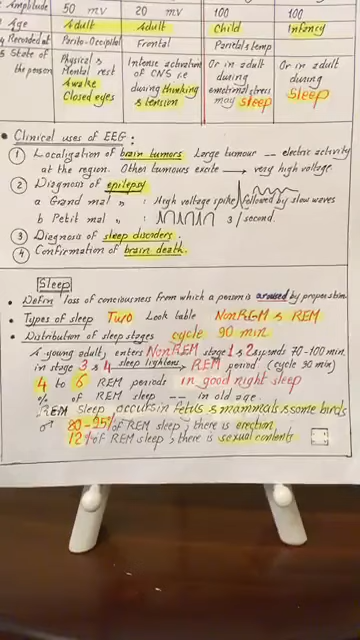 Amplitude 50 mv 20 mv 100 100
Age Adult Adult Child Infancy
4 Recorded at Parito-Occipital Frontal Parietal & temp
5 State of the person Physical & Mental rest Awake Closed eyes Intense activation of CNS i.e during thinking & tension Or in adult during emotional stress may sleep Or in adult during Sleep
• Clinical uses of EEG:
① Localization of brain tumors Large tumour -- electric activity
at the region. Other tumours excite → very high voltage.
② Diagnosis of epilepsy
a Grand mal " : High voltage spike followed by slow waves
b Petit mal " : 3/second.
③ Diagnosis of sleep disorders.
④ Confirmation of brain death.
Sleep
• Defin loss of conciousness from which a person is aroused by
• Types of sleep Two Look table NonREM & REM
• Distribution of sleep stages cycle 90 min
A young adult, enters NonREM stage 1 & 2 spends 70-100 min.
in stage 3 & 4 sleep lightens, REM period (cycle 90 min)
4 to 6 REM periods in good night sleep
% of REM sleep -- in old age.
REM Sleep occurs in fetus & mammals & some birds
80-95% of REM sleep, there is erection,
12% of REM sleep, there is sexual contents